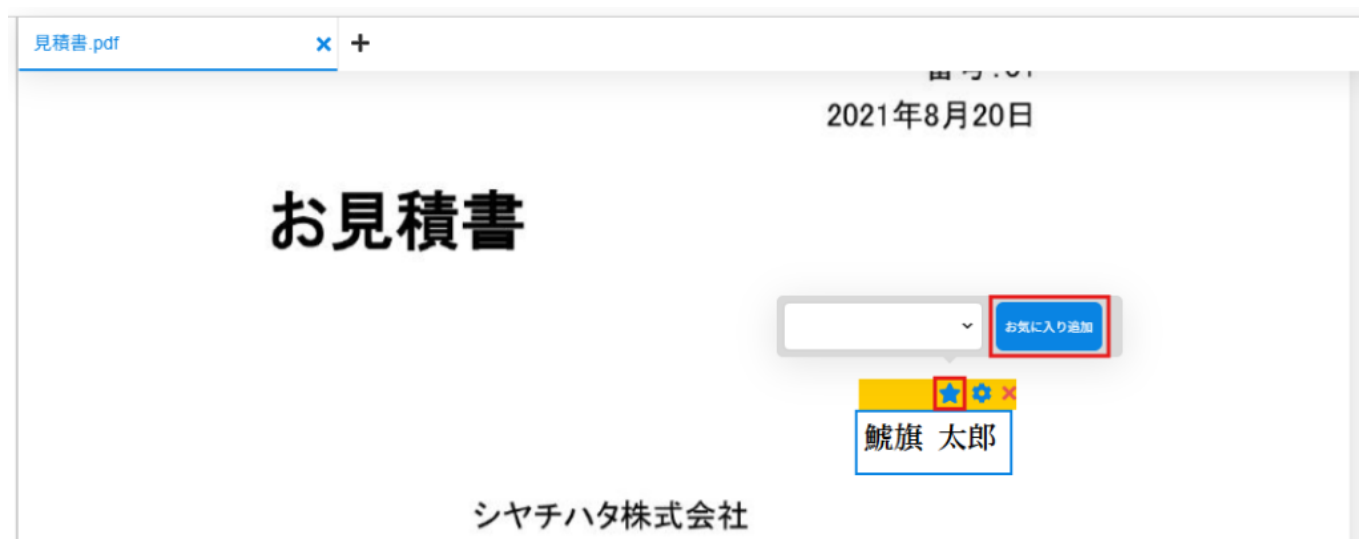 見積書.pdf
2021年8月20日
お見積書
お気に入り追加
鯱旗 太郎
シヤチハタ株式会社